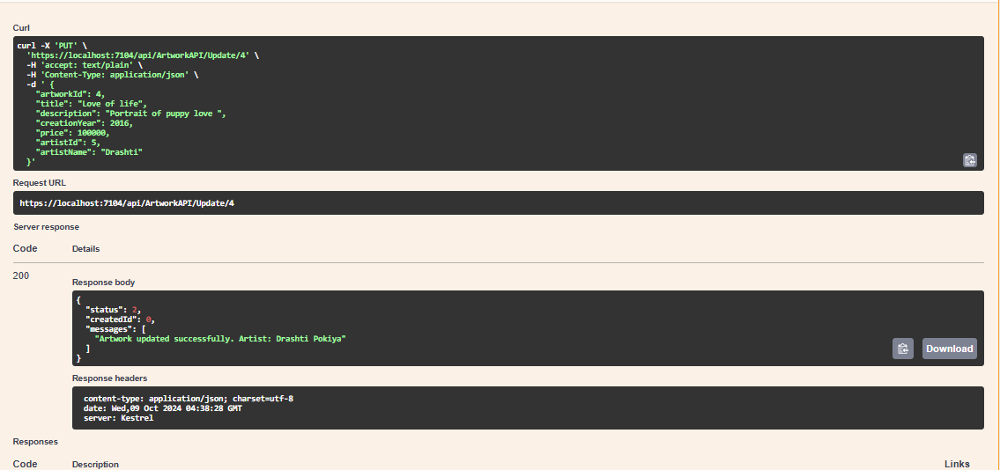 Curl
curl -X 'PUT' \
  'https://localhost:7104/api/ArtworkAPI/Update/4' \
  -H 'accept: text/plain' \
  -H 'Content-Type: application/json' \
  -d ' {
    "artworkId": 4,
    "title": "Love of life",
    "description": "Portrait of puppy love ",
    "creationYear": 2016,
    "price": 100000,
    "artistId": 5,
    "artistName": "Drashti"
  }'
Request URL
https://localhost:7104/api/ArtworkAPI/Update/4
Server response
Code Details
200
Response body
{
  "status": 2,
  "createdId": 0,
  "messages": [
    "Artwork updated successfully. Artist: Drashti Pokiya"
  ]
}
Download
Response headers
content-type: application/json; charset=utf-8
date: Wed,09 Oct 2024 04:38:28 GMT
server: Kestrel
Responses
Code Description Links